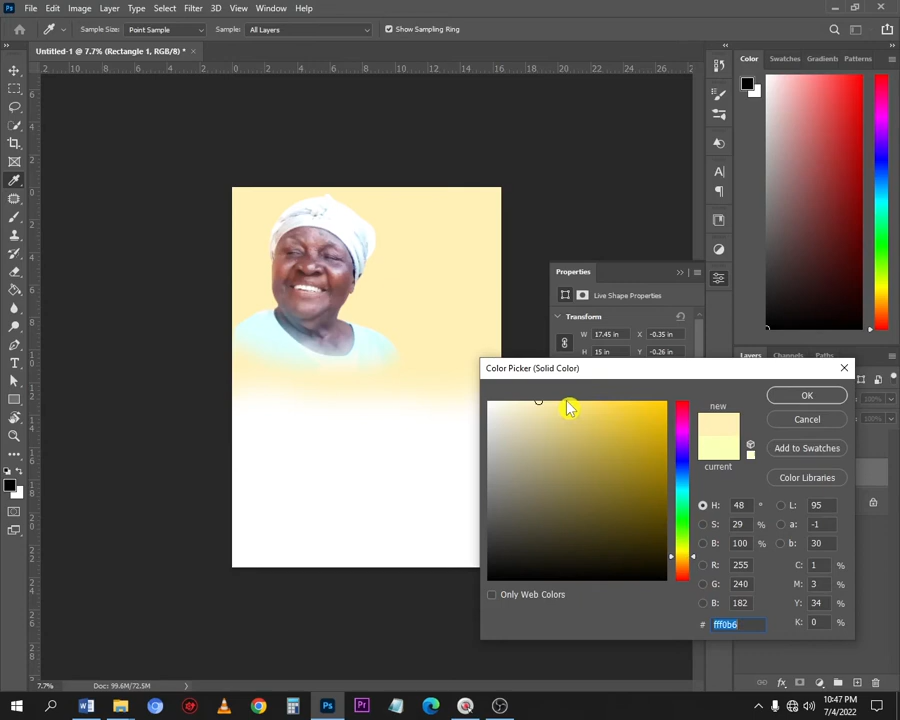 Ps File Edit Image Layer Type Select Filter 3D View Window Help
Sample Size: Point Sample Sample: All Layers Show Sampling Ring
Untitled-1 @ 7.7% (Rectangle 1, RGB/8) *
Color Swatches Gradients Patterns
Properties
Live Shape Properties
Transform
W 17.45 in X -0.35 in
H 15 in Y -0.26 in
Layers Channels Paths
Color Picker (Solid Color)
new
current
OK
Cancel
Add to Swatches
Color Libraries
H: 48 ° L: 95
S: 29 % a: -1
B: 100 % b: 30
R: 255 C: 1 %
G: 240 M: 3 %
B: 182 Y: 34 %
# fff0b6 K: 0 %
Only Web Colors
7.7% Doc: 99.6M/72.5M
10:47 PM
7/4/2022